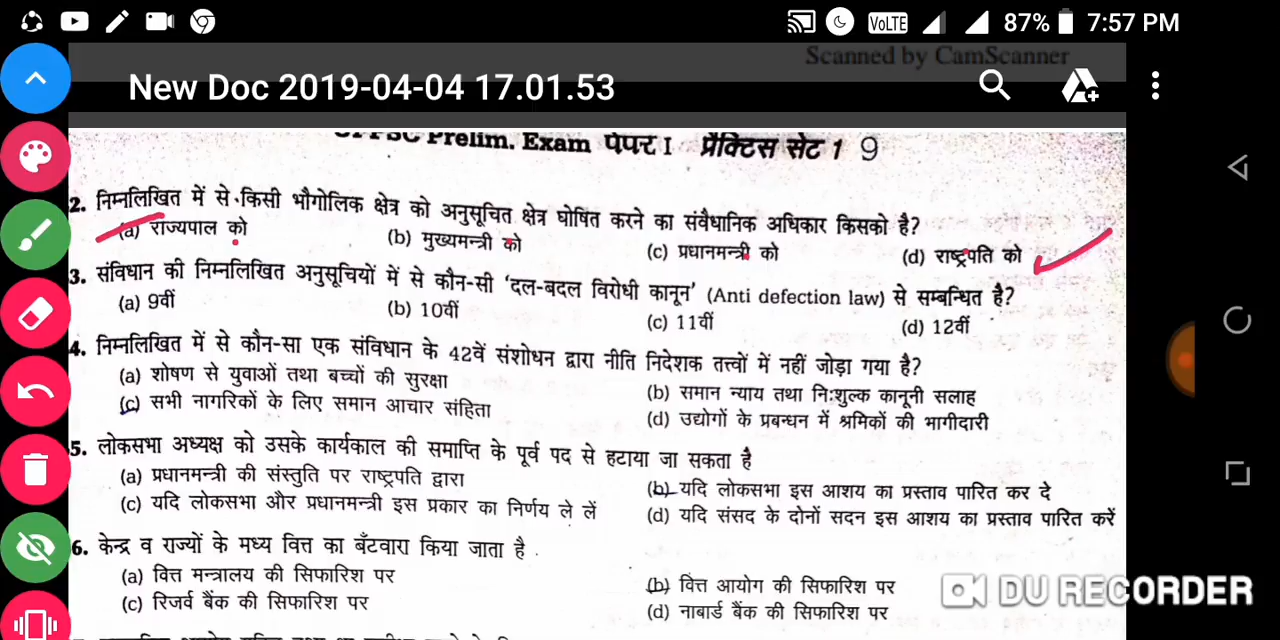 VoLTE 87% 7:57 PM
Scanned by CamScanner
New Doc 2019-04-04 17.01.53
Prelim. Exam पेपर I प्रैक्टिस सेट 1 9
2. निम्नलिखित में से किसी भौगोलिक क्षेत्र को अनुसूचित क्षेत्र घोषित करने का संवैधानिक अधिकार किसको है?
(a) राज्यपाल को (b) मुख्यमन्त्री को (c) प्रधानमन्त्री को (d) राष्ट्रपति को
3. संविधान की निम्नलिखित अनुसूचियों में से कौन-सी 'दल-बदल विरोधी कानून' (Anti defection law) से सम्बन्धित है?
(a) 9वीं (b) 10वीं (c) 11वीं (d) 12वीं
4. निम्नलिखित में से कौन-सा एक संविधान के 42वें संशोधन द्वारा नीति निदेशक तत्त्वों में नहीं जोड़ा गया है?
(a) शोषण से युवाओं तथा बच्चों की सुरक्षा (b) समान न्याय तथा निःशुल्क कानूनी सलाह
(c) सभी नागरिकों के लिए समान आचार संहिता (d) उद्योगों के प्रबन्धन में श्रमिकों की भागीदारी
5. लोकसभा अध्यक्ष को उसके कार्यकाल की समाप्ति के पूर्व पद से हटाया जा सकता है
(a) प्रधानमन्त्री की संस्तुति पर राष्ट्रपति द्वारा (b) यदि लोकसभा इस आशय का प्रस्ताव पारित कर दे
(c) यदि लोकसभा और प्रधानमन्त्री इस प्रकार का निर्णय ले लें (d) यदि संसद के दोनों सदन इस आशय का प्रस्ताव पारित करें
6. केन्द्र व राज्यों के मध्य वित्त का बँटवारा किया जाता है
(a) वित्त मन्त्रालय की सिफारिश पर (b) वित्त आयोग की सिफारिश पर
(c) रिजर्व बैंक की सिफारिश पर (d) नाबार्ड बैंक की सिफारिश पर
DU RECORDER